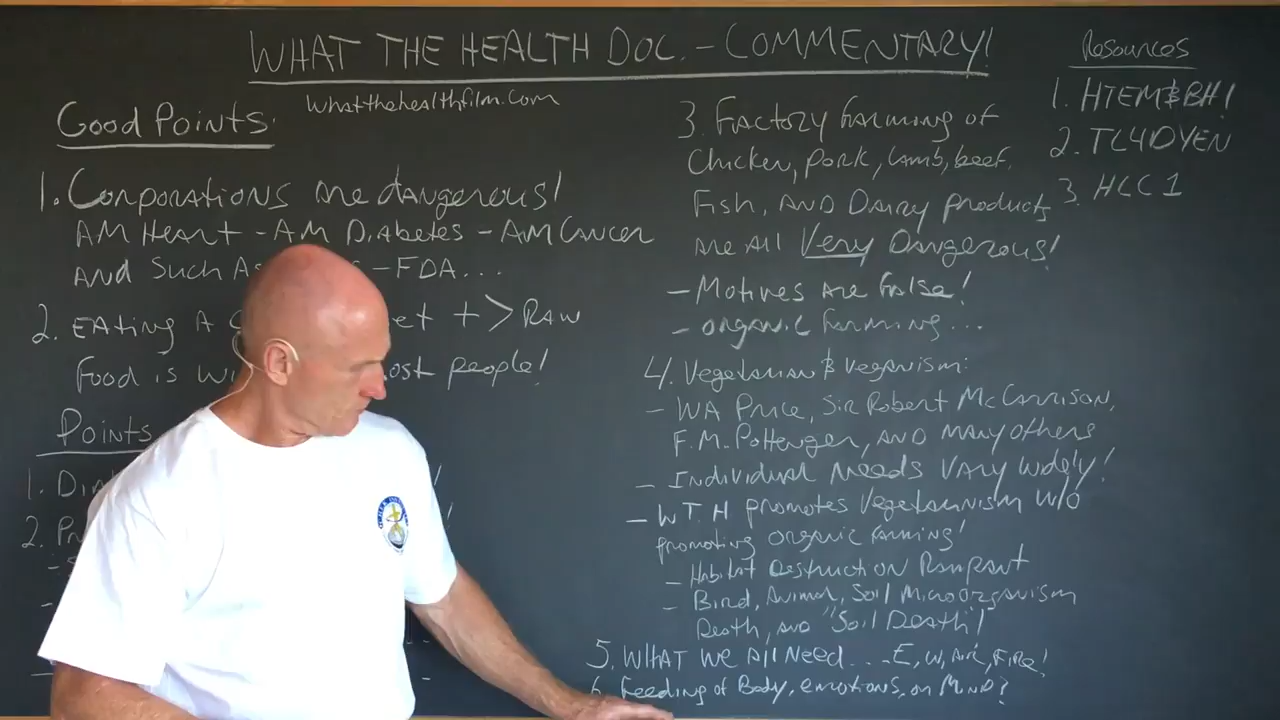 WHAT THE HEALTH DOC. - COMMENTARY!
whatthehealthfilm.com
Good Points:
1. Corporations are dangerous!
AM Heart - AM Diabetes - AM Cancer
And Such As - FDA...
2. EAting A et + > RAW
Food is ost people!
Points
1.
2.
3. Factory farming of
Chicken, pork, lamb, beef,
Fish, AND Dairy products
Are All Very Dangerous!
- Motives are false!
- organic farming...
4. Vegetarian & Veganism:
- WA Price, Sir Robert McCarrison,
F.M. Pottenger, AND MANy others
- Individual Needs VAry widely!
- W.T.H promotes Vegetarianism w/o
promoting organic farming!
- Habitat Destruction Rampant
- Bird, Animal, Soil Microorganism
Death, AND "Soil Death"!
5. WHAT We All Need ... E, W, Air, Fire!
6. Feeding of Body, emotions, or Mind?
Resources
1. HTEM&BH!
2. TL4DYEN
3. HCC 1